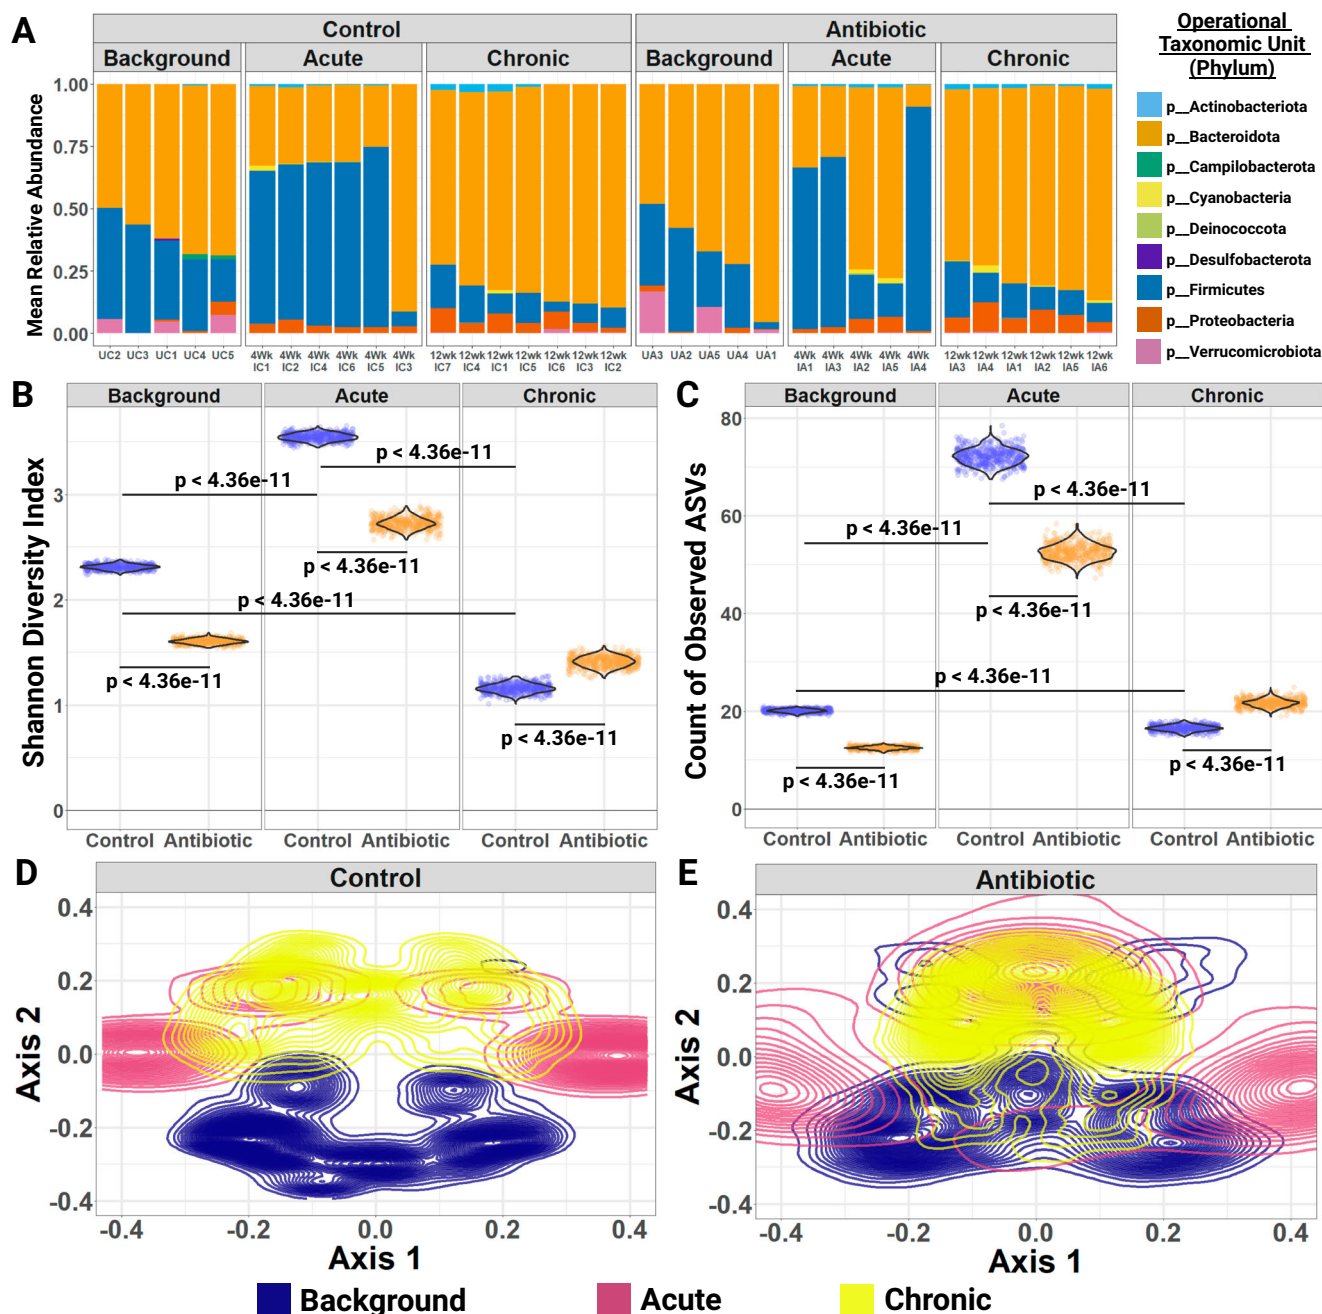 A
Control
Antibiotic
Background
Acute
Chronic
Background
Acute
Chronic
Mean Relative Abundance
1.00
0.75
0.50
0.25
0.00
UC2
UC3
UC1
UC4
UC5
4Wk IC1
4Wk IC2
4Wk IC4
4Wk IC6
4Wk IC5
4Wk IC3
12wk IC7
12wk IC4
12wk IC1
12wk IC5
12wk IC6
12wk IC3
12wk IC2
UA3
UA2
UA5
UA4
UA1
4Wk IA1
4Wk IA3
4Wk IA2
4Wk IA5
4Wk IA4
12wk IA3
12wk IA4
12wk IA1
12wk IA2
12wk IA5
12wk IA6
Operational
Taxonomic Unit
(Phylum)
p__Actinobacteriota
p__Bacteroidota
p__Campilobacterota
p__Cyanobacteria
p__Deinococcota
p__Desulfobacterota
p__Firmicutes
p__Proteobacteria
p__Verrucomicrobiota
B
Background
Acute
Chronic
Shannon Diversity Index
3
2
1
0
p < 4.36e-11
p < 4.36e-11
p < 4.36e-11
p < 4.36e-11
p < 4.36e-11
p < 4.36e-11
Control
Antibiotic
Control
Antibiotic
Control
Antibiotic
C
Background
Acute
Chronic
Count of Observed ASVs
80
60
40
20
0
p < 4.36e-11
p < 4.36e-11
p < 4.36e-11
p < 4.36e-11
p < 4.36e-11
p < 4.36e-11
Control
Antibiotic
Control
Antibiotic
Control
Antibiotic
D
Control
Axis 2
0.4
0.2
0.0
-0.2
-0.4
-0.4
-0.2
0.0
0.2
0.4
Axis 1
E
Antibiotic
Axis 2
0.4
0.2
0.0
-0.2
-0.4
-0.4
-0.2
0.0
0.2
0.4
Axis 1
Background
Acute
Chronic